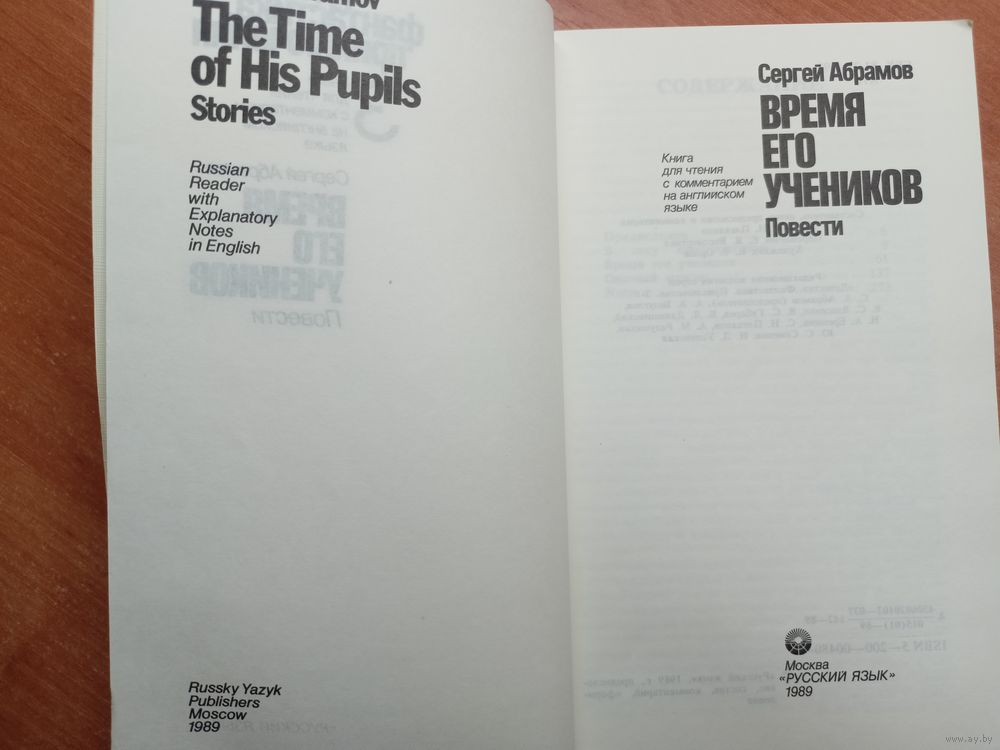 The Time
of His Pupils
Stories
Russian
Reader
with
Explanatory
Notes
in English
Russky Yazyk
Publishers
Moscow
1989
Сергей Абрамов
ВРЕМЯ
ЕГО
УЧЕНИКОВ
Повести
Книга
для чтения
с комментарием
на английском
языке
Москва
«РУССКИЙ ЯЗЫК»
1989
www.ay.by